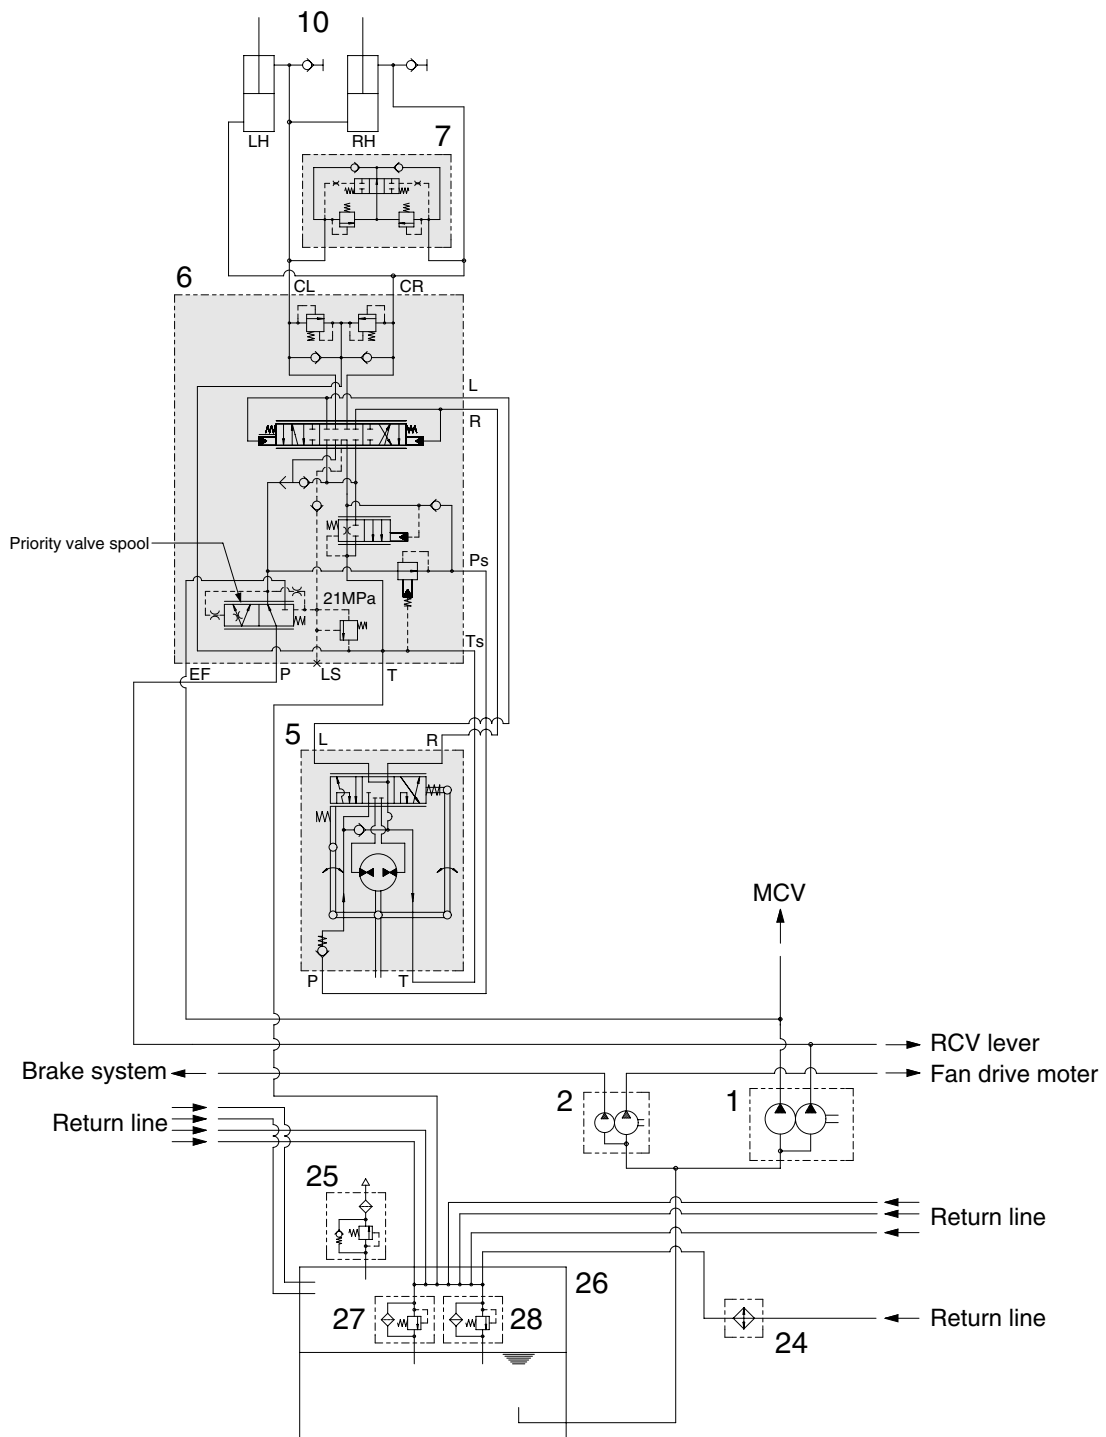 10
LH
RH
7
6
CL
CR
L
R
Priority valve spool
Ps
21MPa
Ts
EF
P
LS
T
5
L
R
P
T
MCV
RCV lever
Brake system
Fan drive moter
2
1
Return line
25
Return line
26
27
28
Return line
24